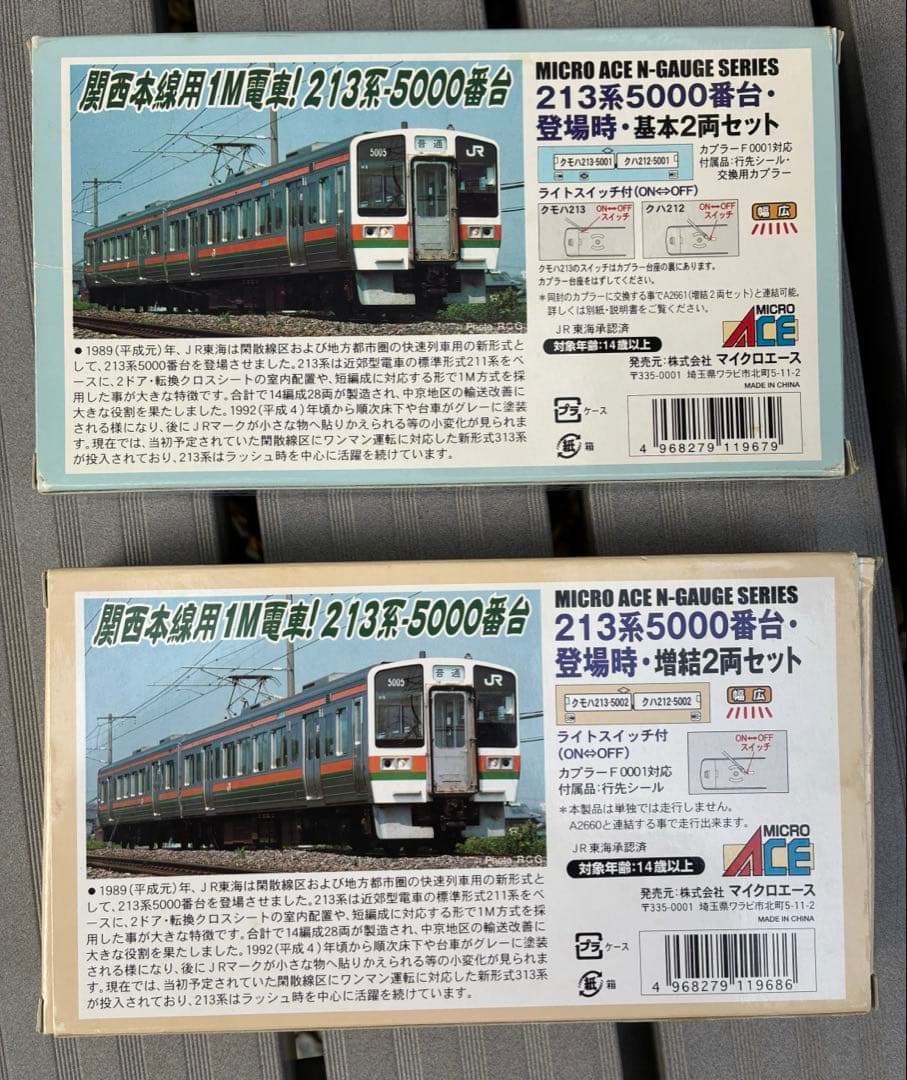 関西本線用1M電車!213系-5000番台
5005
普通
JR
Photo RCG
●1989(平成元)年、JR東海は閑散線区および地方都市圏の快速列車用の新形式と
して、213系5000番台を登場させました。213系は近郊型電車の標準形式211系をベ
ースに、2ドア・転換クロスシートの室内配置や、短編成に対応する形で1M方式を採
用した事が大きな特徴です。合計で14編成28両が製造され、中京地区の輸送改善に
大きな役割を果たしました。1992(平成4)年頃から順次床下や台車がグレーに塗装
される様になり、後にJRマークが小さな物へ貼りかえられる等の小変化が見られま
す。現在では、当初予定されていた閑散線区にワンマン運転に対応した新形式313系
が投入されており、213系はラッシュ時を中心に活躍を続けています。
MICRO ACE N-GAUGE SERIES
213系5000番台・
登場時・基本2両セット
クモハ213-5001 クハ212-5001
カプラーF0001対応
付属品:行先シール・
交換用カプラー
ライトスイッチ付(ON⇔OFF)
クモハ213 ON↔OFF
スイッチ
クハ212 ON↔OFF
スイッチ
幅広
クモハ213のスイッチはカプラー台座の裏にあります。
カプラー台座をはずしてください。
*同封のカプラーに交換する事でA2661(増結2両セット)と連結可能。
詳しくは別紙・説明書をご覧ください。
JR東海承認済
対象年齢:14歳以上
MICRO
ACE
発売元:株式会社 マイクロエース
〒335-0001 埼玉県ワラビ市北町5-11-2
MADE IN CHINA
プラ ケース
紙 箱
4 968279 119679
関西本線用1M電車!213系-5000番台
5005
普通
JR
Photo RCG
●1989(平成元)年、JR東海は閑散線区および地方都市圏の快速列車用の新形式と
して、213系5000番台を登場させました。213系は近郊型電車の標準形式211系をベ
ースに、2ドア・転換クロスシートの室内配置や、短編成に対応する形で1M方式を採
用した事が大きな特徴です。合計で14編成28両が製造され、中京地区の輸送改善に
大きな役割を果たしました。1992(平成4)年頃から順次床下や台車がグレーに塗装
される様になり、後にJRマークが小さな物へ貼りかえられる等の小変化が見られま
す。現在では、当初予定されていた閑散線区にワンマン運転に対応した新形式313系
が投入されており、213系はラッシュ時を中心に活躍を続けています。
MICRO ACE N-GAUGE SERIES
213系5000番台・
登場時・増結2両セット
クモハ213-5002 クハ212-5002
幅広
ライトスイッチ付
(ON⇔OFF)
ON↔OFF
スイッチ
カプラーF0001対応
付属品:行先シール
*本製品は単独では走行しません。
A2660と連結する事で走行出来ます。
JR東海承認済
対象年齢:14歳以上
MICRO
ACE
発売元:株式会社 マイクロエース
〒335-0001 埼玉県ワラビ市北町5-11-2
MADE IN CHINA
プラ ケース
紙 箱
4 968279 119686